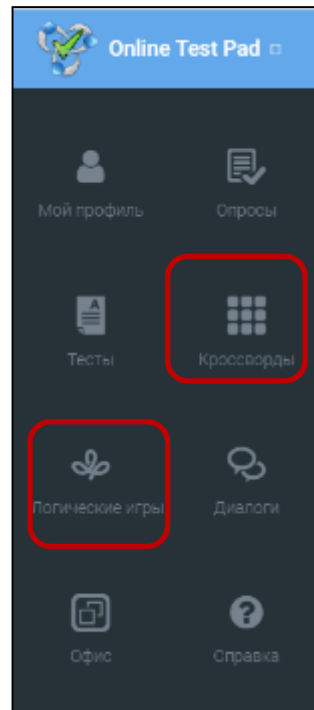 Online Test Pad
Мой профиль Опросы
Тесты Кроссворды
Логические игры Диалоги
Офис Справка